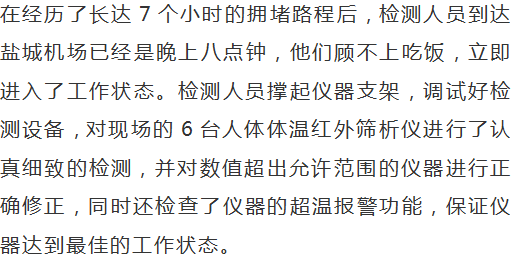 在经历了长达 7 个小时的拥堵路程后，检测人员到达
盐城机场已经是晚上八点钟，他们顾不上吃饭，立即
进入了工作状态。检测人员撑起仪器支架，调试好检
测设备，对现场的 6 台人体体温红外筛析仪进行了认
真细致的检测，并对数值超出允许范围的仪器进行正
确修正，同时还检查了仪器的超温报警功能，保证仪
器达到最佳的工作状态。